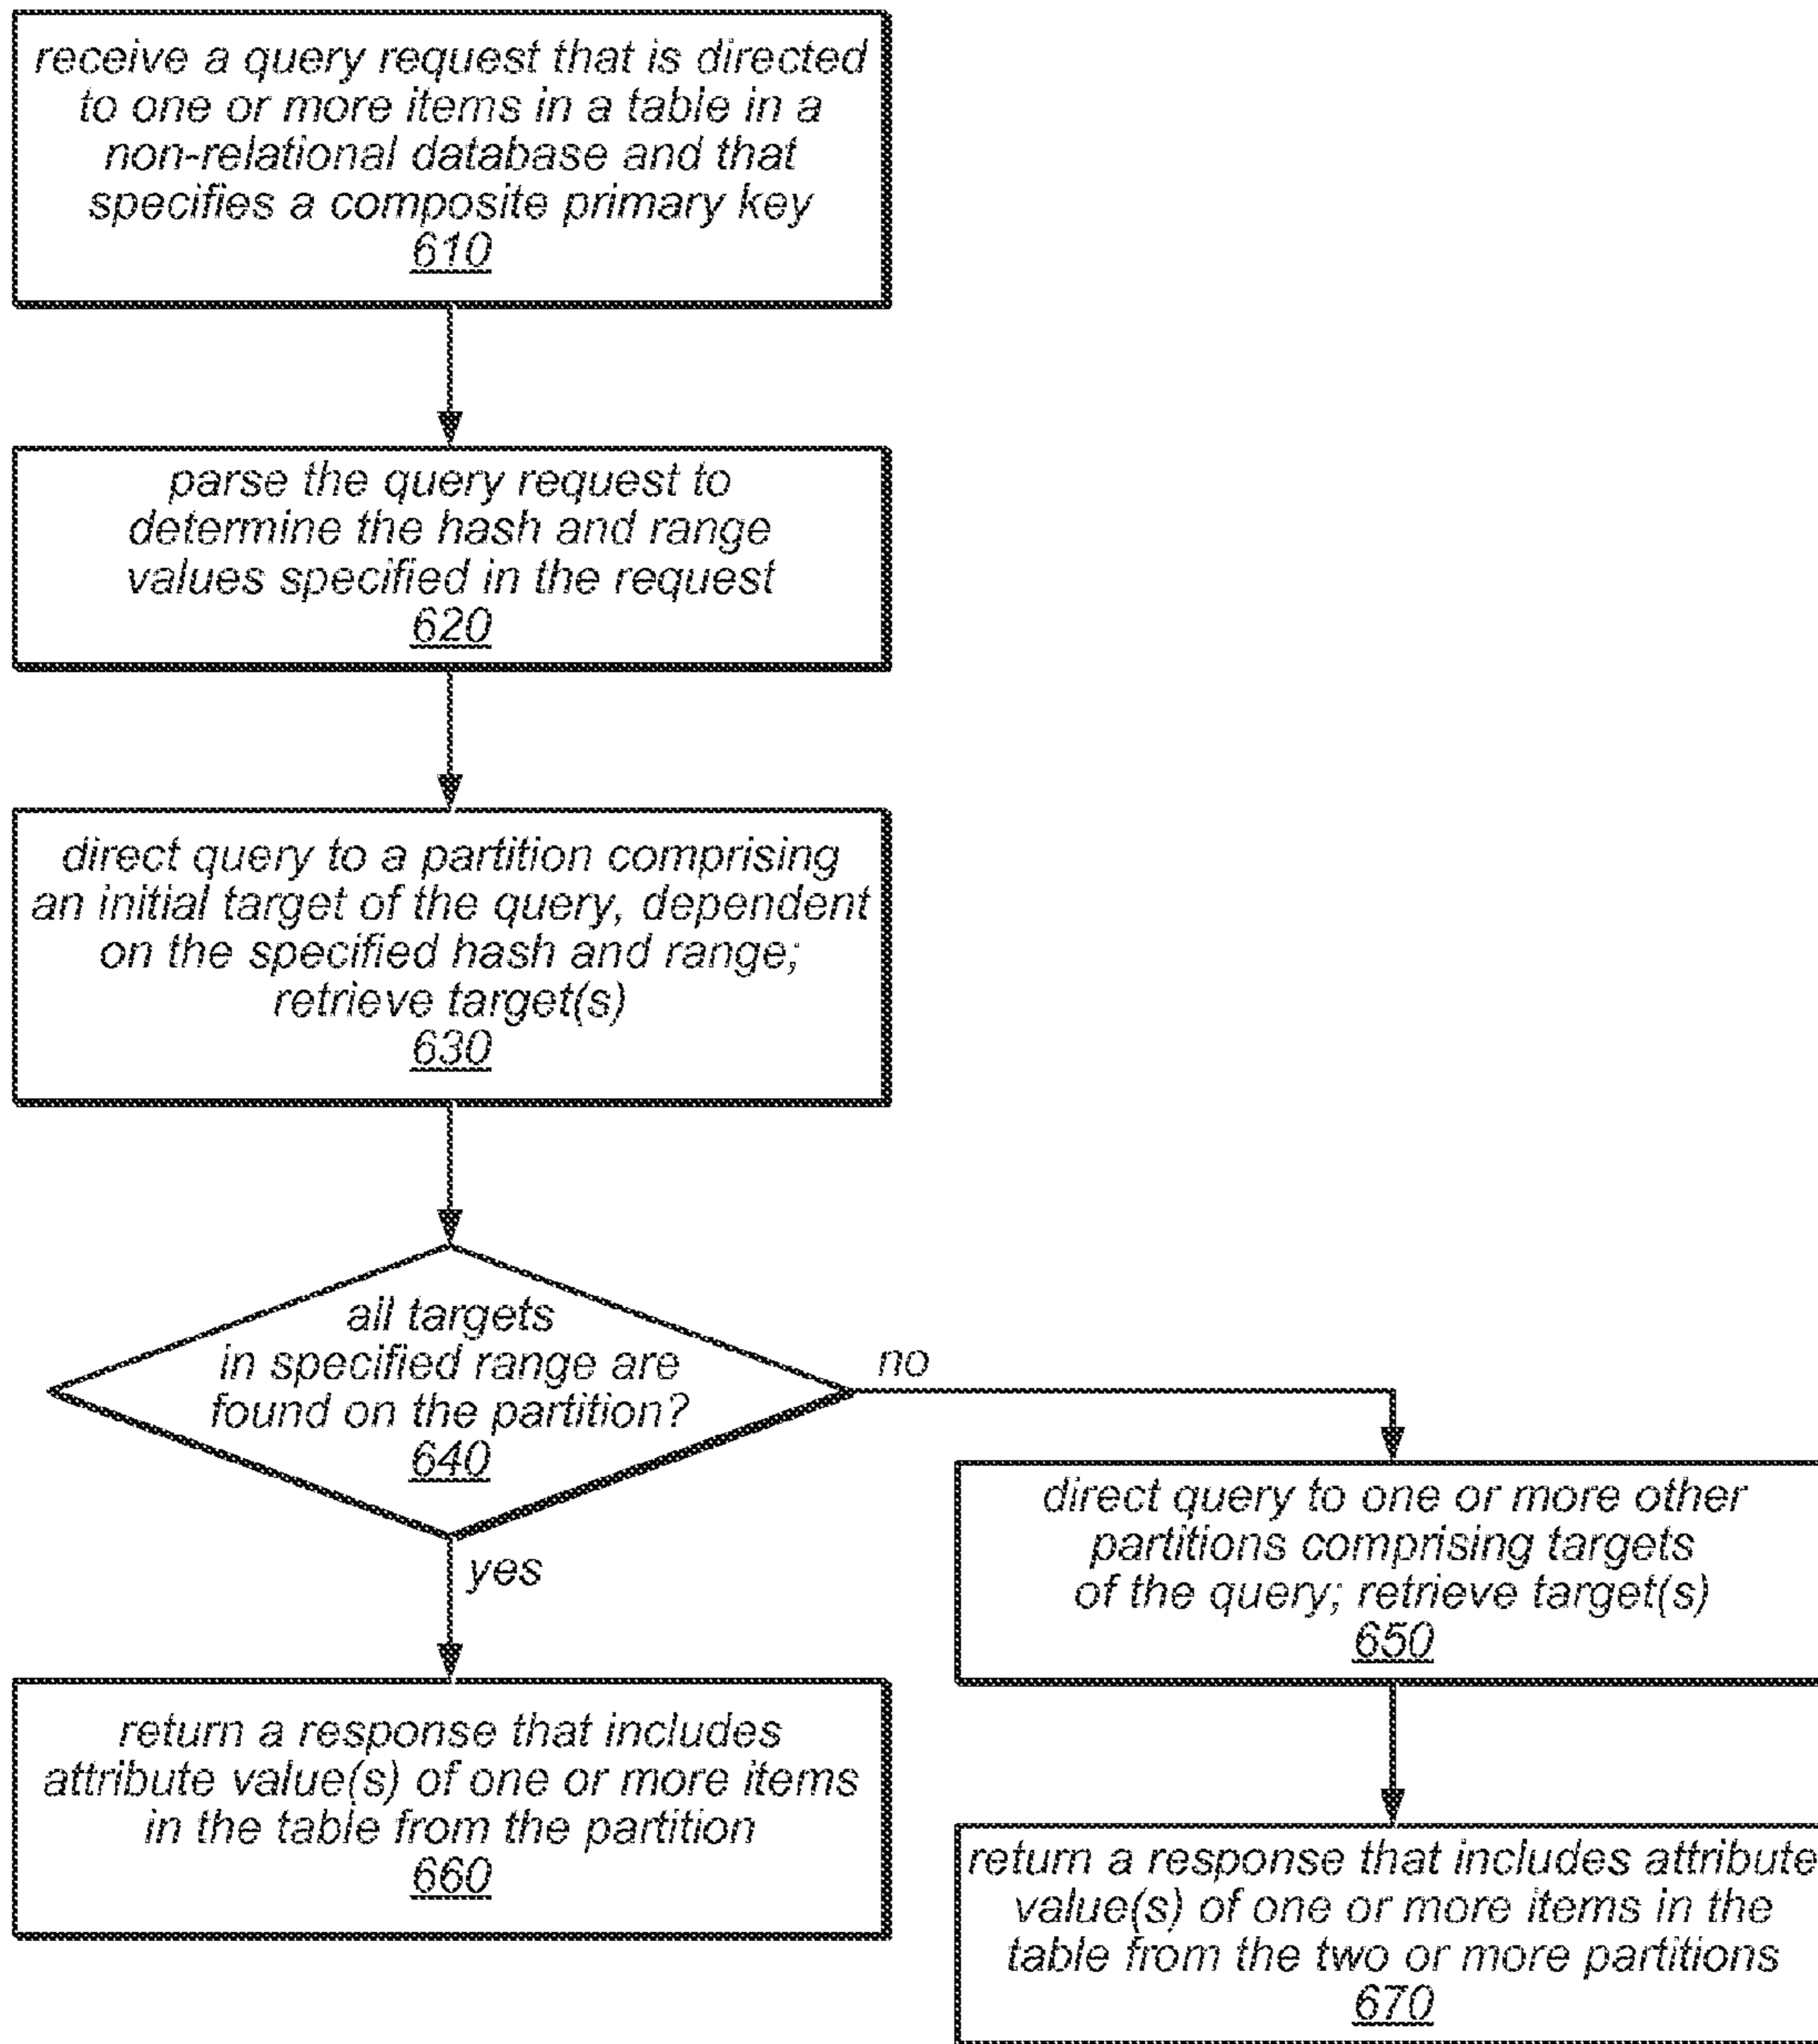 receive a query request that is directed
to one or more items in a table in a
non-relational database and that
specifies a composite primary key
610
parse the query request to
determine the hash and range
values specified in the request
620
direct query to a partition comprising
an initial target of the query, dependent
on the specified hash and range;
retrieve target(s)
630
all targets
in specified range are
found on the partition?
640
no
yes
direct query to one or more other
partitions comprising targets
of the query; retrieve target(s)
650
return a response that includes
attribute value(s) of one or more items
in the table from the partition
660
return a response that includes attribute
value(s) of one or more items in the
table from the two or more partitions
670